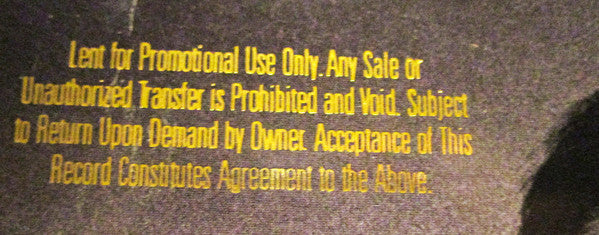 Lent for Promotional Use Only. Any Sale or
Unauthorized Transfer is Prohibited and Void. Subject
to Return Upon Demand by Owner. Acceptance of This
Record Constitutes Agreement to the Above.